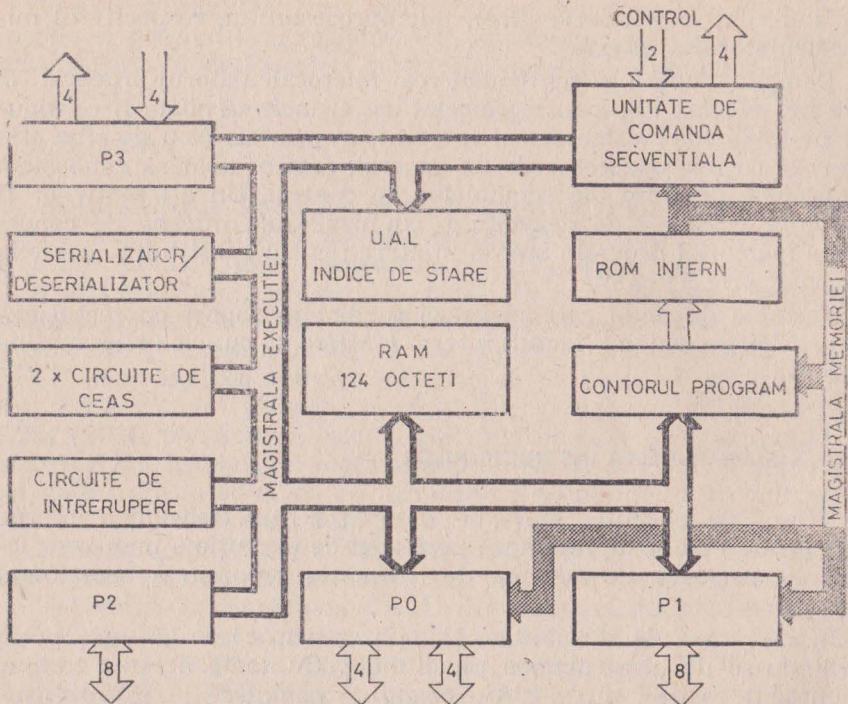 CONTROL
4
4
2
4
P3
UNITATE DE
COMANDA
SECVENTIALA
SERIALIZATOR/
DESERIALIZATOR
U.A.L
INDICE DE STARE
ROM INTERN
MAGISTRALA EXECUTIEI
MAGISTRALA MEMORIEI
2 x CIRCUITE DE
CEAS
RAM
124 OCTETI
CONTORUL PROGRAM
CIRCUITE DE
INTRERUPERE
P2
P0
P1
8
4
4
8